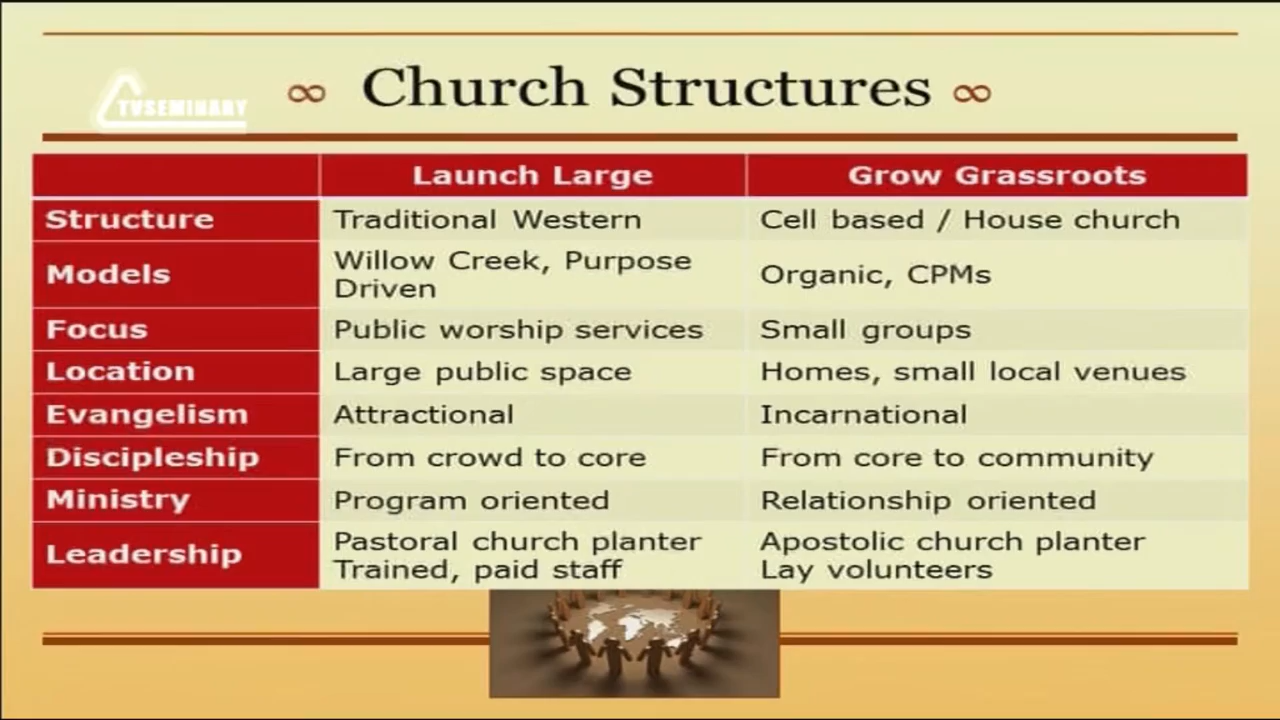 TVSEMINARY
∞ Church Structures ∞
Launch Large Grow Grassroots
Structure Traditional Western Cell based / House church
Models Willow Creek, Purpose Driven Organic, CPMs
Focus Public worship services Small groups
Location Large public space Homes, small local venues
Evangelism Attractional Incarnational
Discipleship From crowd to core From core to community
Ministry Program oriented Relationship oriented
Leadership Pastoral church planter Apostolic church planter
Trained, paid staff Lay volunteers